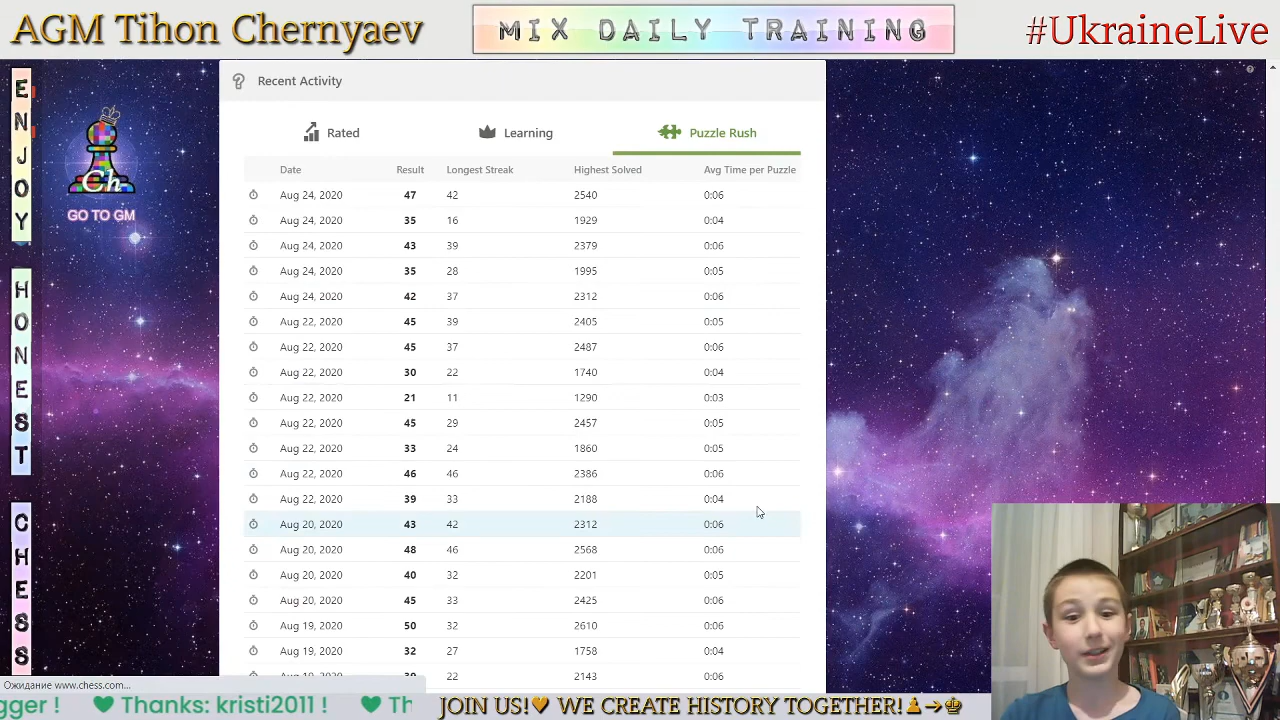 AGM Tihon Chernyaev
MIX DAILY TRAINING
#UkraineLive
ENJOY
HONEST
CHESS
Ch
GO TO GM
Recent Activity
Rated Learning Puzzle Rush
Date Result Longest Streak Highest Solved Avg Time per Puzzle
Aug 24, 2020 47 42 2540 0:06
Aug 24, 2020 35 16 1929 0:04
Aug 24, 2020 43 39 2379 0:06
Aug 24, 2020 35 28 1995 0:05
Aug 24, 2020 42 37 2312 0:06
Aug 22, 2020 45 39 2405 0:05
Aug 22, 2020 45 37 2487 0:06
Aug 22, 2020 30 22 1740 0:04
Aug 22, 2020 21 11 1290 0:03
Aug 22, 2020 45 29 2457 0:05
Aug 22, 2020 33 24 1860 0:05
Aug 22, 2020 46 46 2386 0:06
Aug 22, 2020 39 33 2188 0:04
Aug 20, 2020 43 42 2312 0:06
Aug 20, 2020 48 46 2568 0:06
Aug 20, 2020 40 32 2201 0:05
Aug 20, 2020 45 33 2425 0:06
Aug 19, 2020 50 32 2610 0:06
Aug 19, 2020 32 27 1758 0:04
22 2143 0:06
Ожидание www.chess.com...
gger ! Thanks: kristi2011 ! Th
JOIN US! WE CREATE HISTORY TOGETHER!